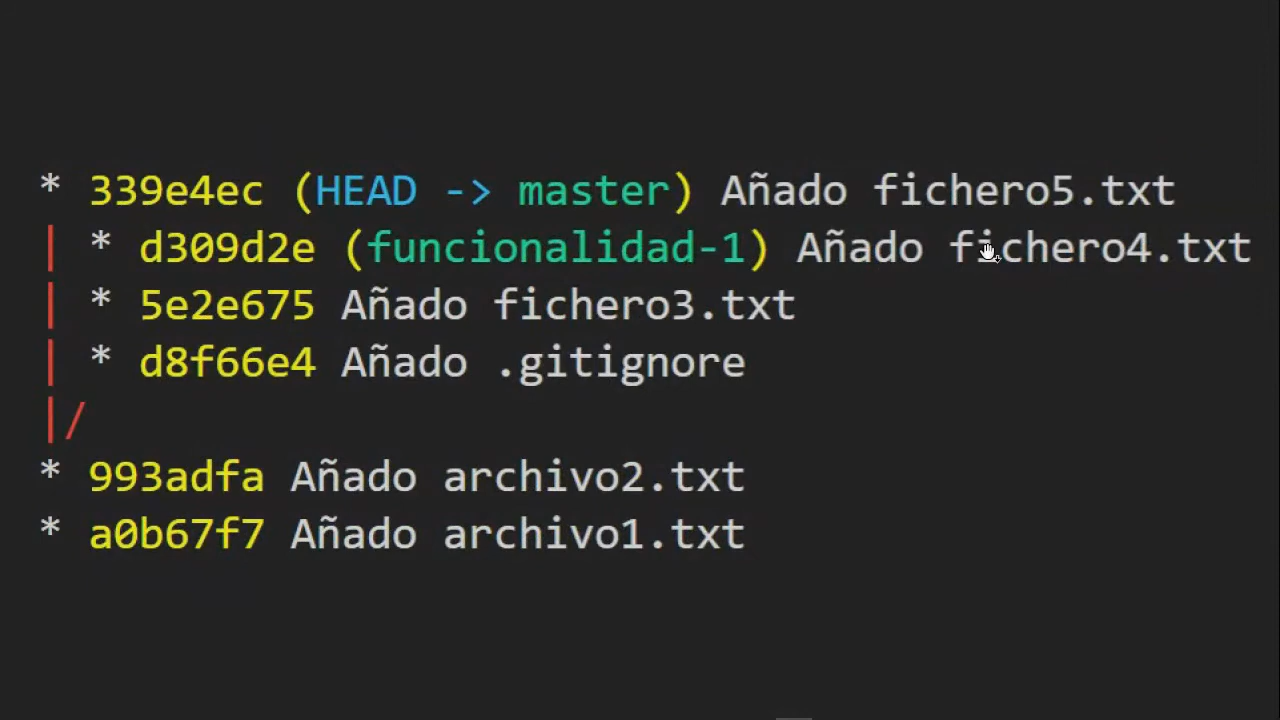 * 339e4ec (HEAD -> master) Añado fichero5.txt
| * d309d2e (funcionalidad-1) Añado fichero4.txt
| * 5e2e675 Añado fichero3.txt
| * d8f66e4 Añado .gitignore
|/
* 993adfa Añado archivo2.txt
* a0b67f7 Añado archivo1.txt